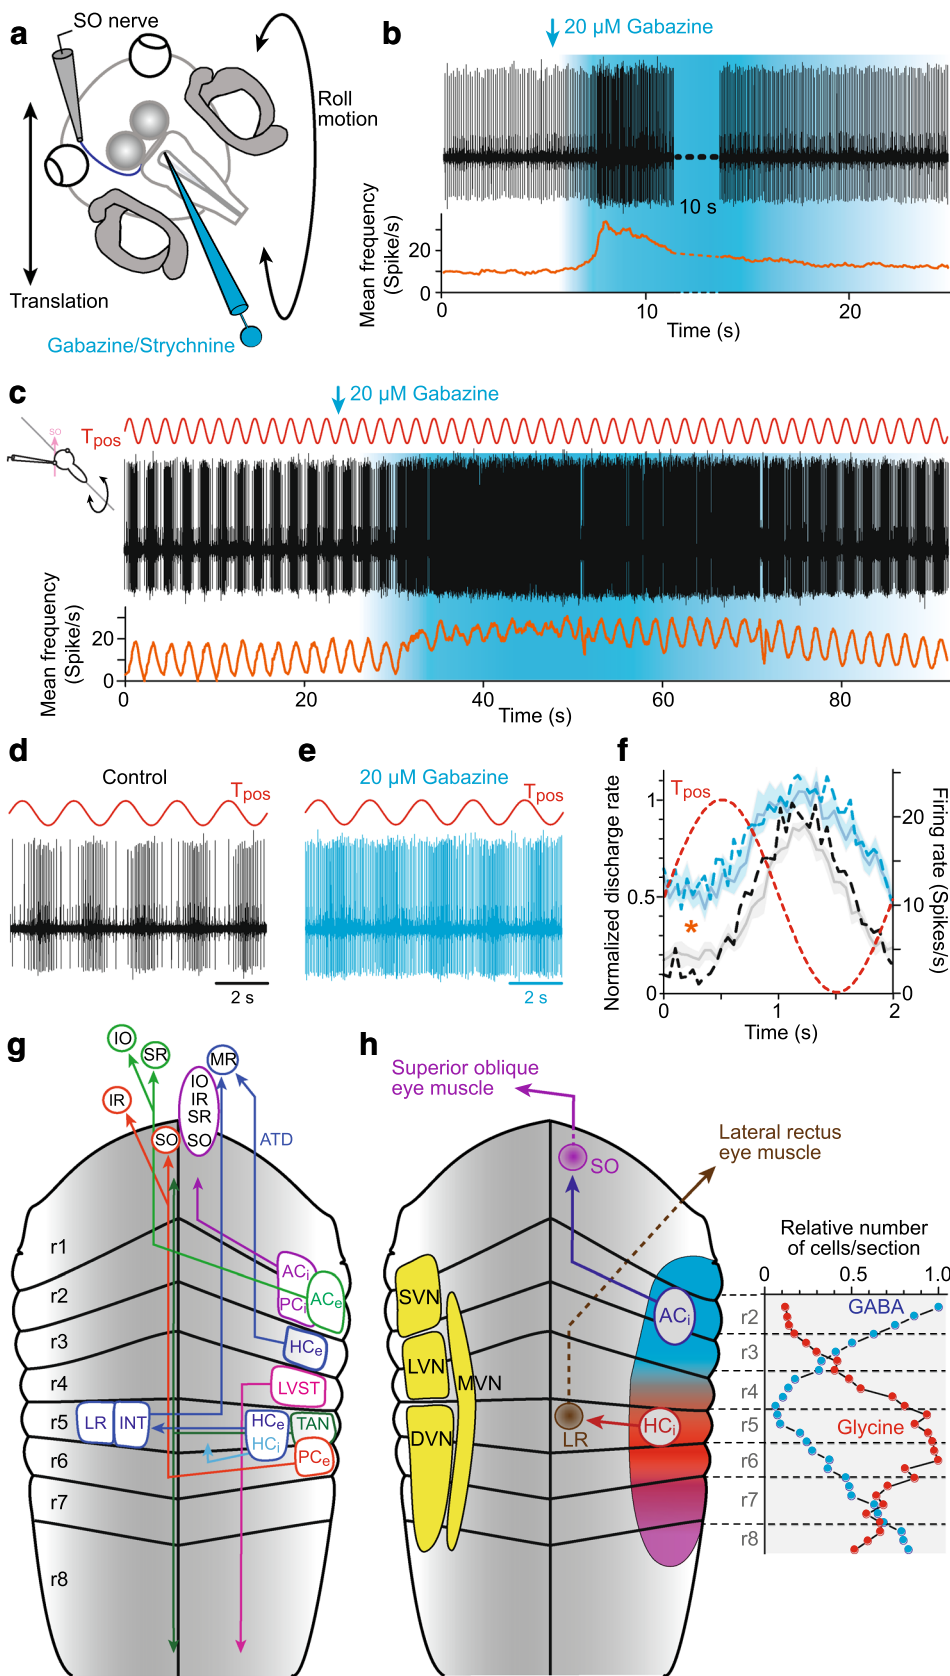 a
SO nerve
Roll
motion
Translation
Gabazine/Strychnine
b
20 µM Gabazine
10 s
Mean frequency
(Spike/s)
20
0
0
10
20
Time (s)
c
20 µM Gabazine
SO
Tpos
Mean frequency
(Spike/s)
20
0
0
20
40
60
80
Time (s)
d
Control
Tpos
2 s
e
20 µM Gabazine
Tpos
2 s
f
Tpos
Normalized discharge rate
1
0.5
0
*
Firing rate (Spikes/s)
20
10
0
0
1
2
Time (s)
g
IO
SR
MR
IO
IR
SR
SO
IR
SO
ATD
r1
r2
r3
r4
r5
r6
r7
r8
ACi
PCi
ACe
HCe
LVST
LR
INT
HCe
HCi
TAN
PCe
h
Superior oblique
eye muscle
Lateral rectus
eye muscle
SO
SVN
LVN
MVN
DVN
ACi
HCi
LR
Relative number
of cells/section
0
0.5
1.0
GABA
Glycine
r2
r3
r4
r5
r6
r7
r8